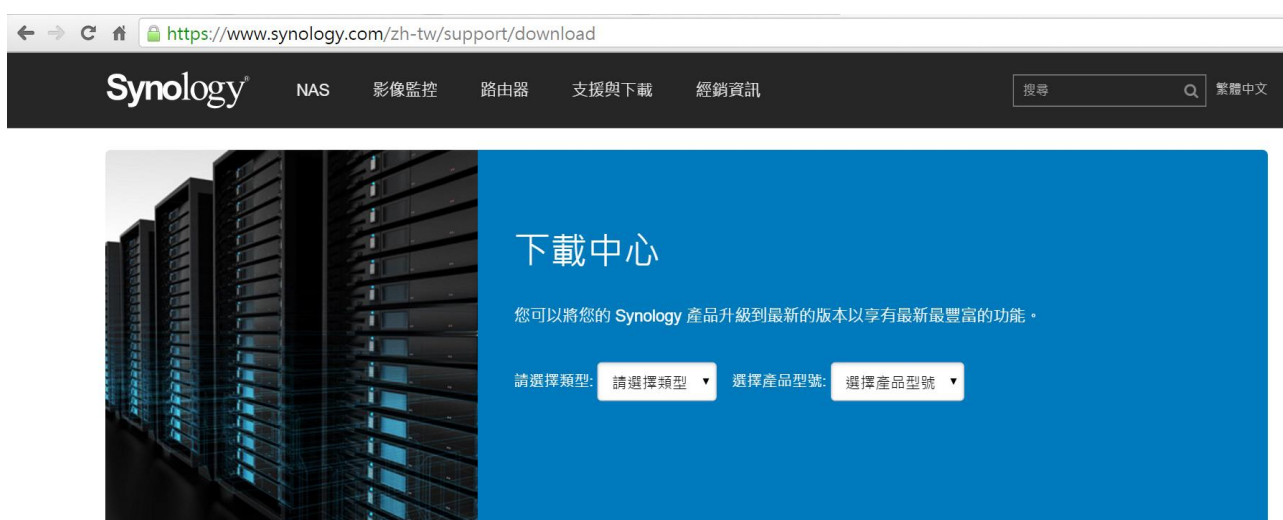 https://www.synology.com/zh-tw/support/download
Synology® NAS 影像監控 路由器 支援與下載 經銷資訊 搜尋 繁體中文
下載中心
您可以將您的 Synology 產品升級到最新的版本以享有最新最豐富的功能。
請選擇類型: 請選擇類型 選擇產品型號: 選擇產品型號